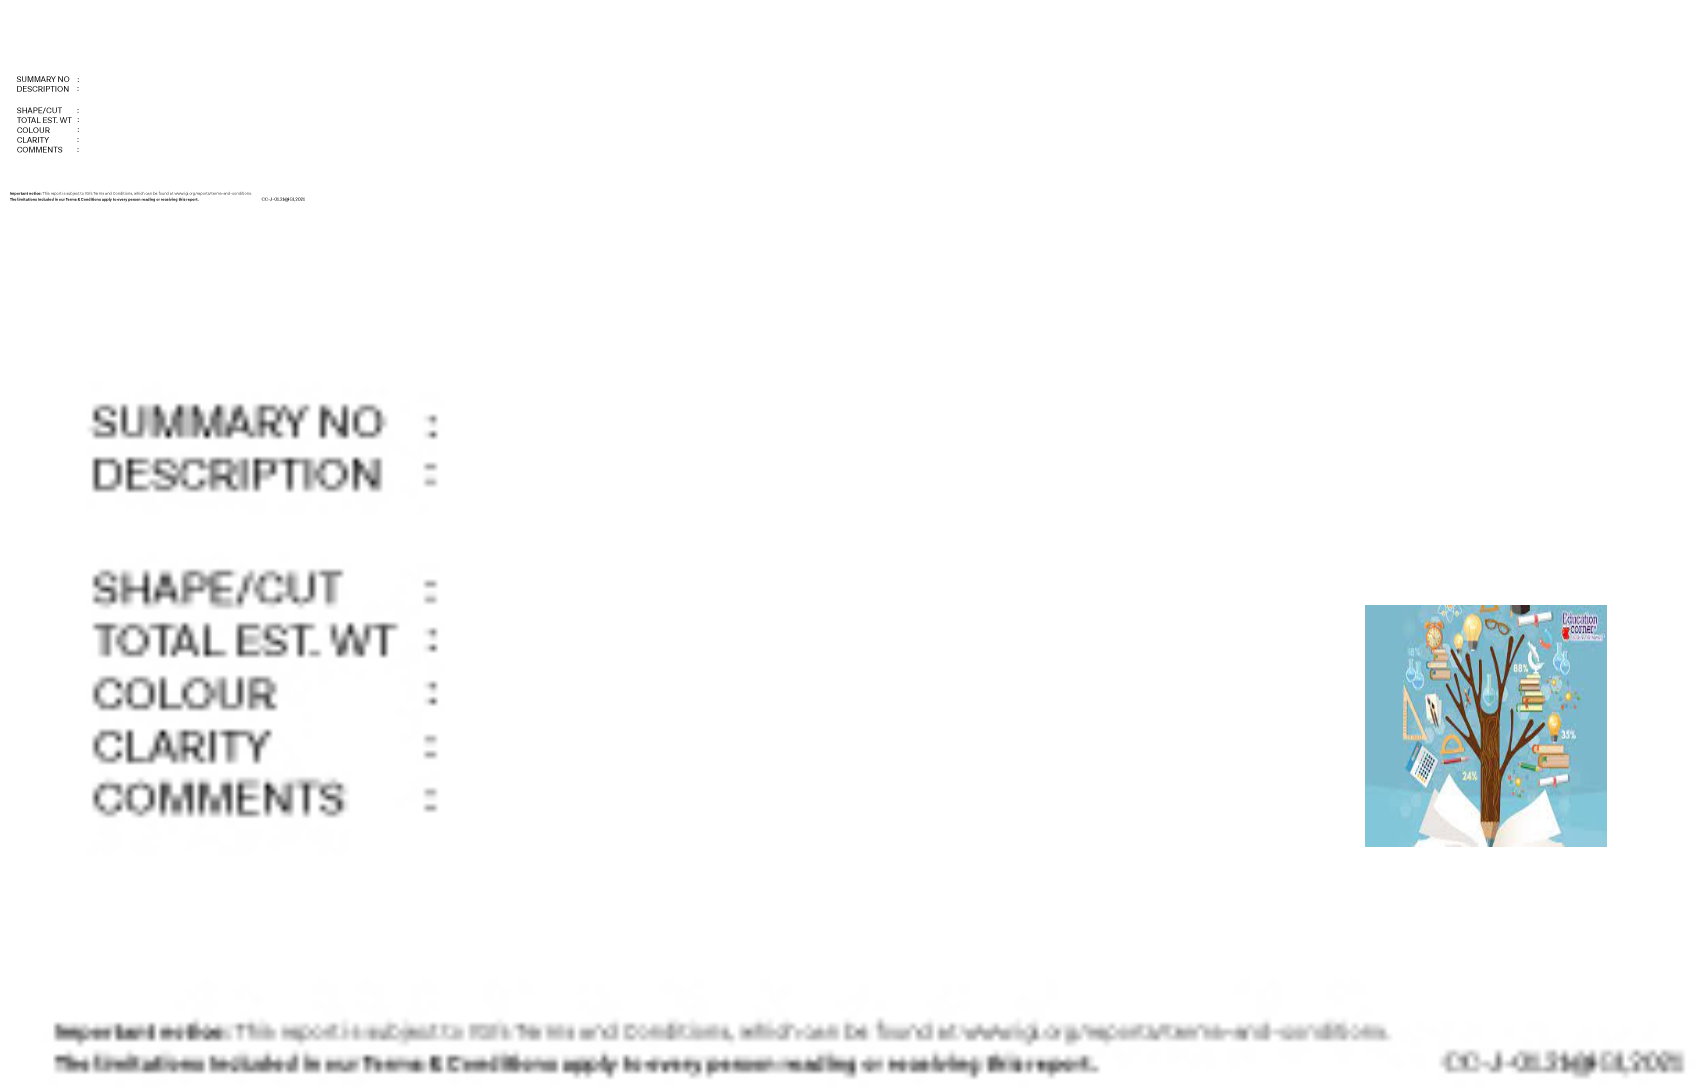 SUMMARY NO :
DESCRIPTION :
SHAPE/CUT :
TOTAL EST. WT :
COLOUR :
CLARITY :
COMMENTS :
Important notice: This report is subject to IGI's Terms and Conditions, which can be found at www.igi.org/reports/terms-and-conditions.
The limitations included in our Terms & Conditions apply to every person reading or receiving this report.
CC-J-01.21@IGI,2021
SUMMARY NO :
DESCRIPTION :
SHAPE/CUT :
TOTAL EST. WT :
COLOUR :
CLARITY :
COMMENTS :
Education
corner
88%
35%
24%
Important notice: This report is subject to IGI's Terms and Conditions, which can be found at www.igi.org/reports/terms-and-conditions.
The limitations included in our Terms & Conditions apply to every person reading or receiving this report.
CC-J-01.21@IGI,2021